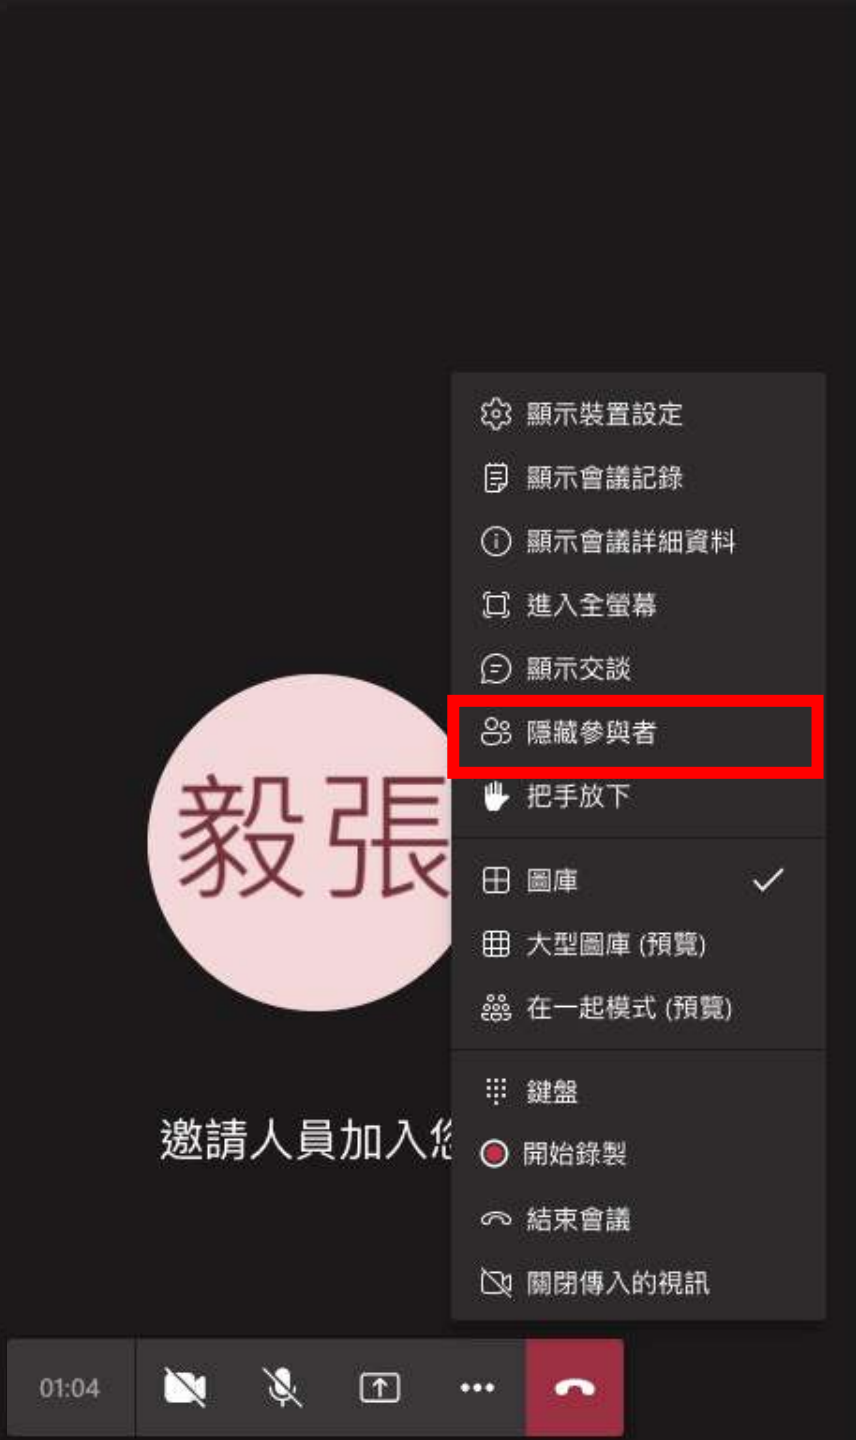 顯示裝置設定
顯示會議記錄
顯示會議詳細資料
進入全螢幕
顯示交談
隱藏參與者
把手放下
毅張
圖庫
大型圖庫 (預覽)
在一起模式 (預覽)
鍵盤
邀請人員加入您
開始錄製
結束會議
關閉傳入的視訊
01:04